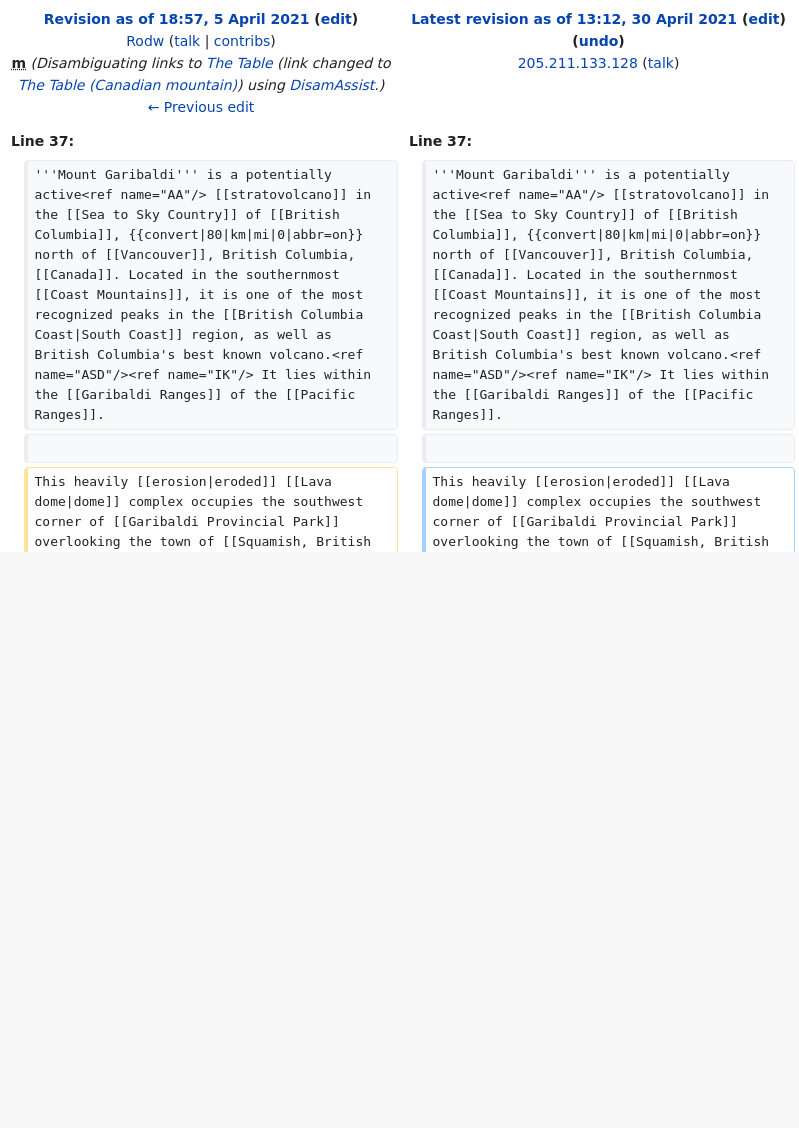 Revision as of 18:57, 5 April 2021 (edit)
Rodw (talk | contribs)
m (Disambiguating links to The Table (link changed to
The Table (Canadian mountain)) using DisamAssist.)
← Previous edit
Latest revision as of 13:12, 30 April 2021 (edit)
(undo)
205.211.133.128 (talk)
Line 37:
'''Mount Garibaldi''' is a potentially
active<ref name="AA"/> [[stratovolcano]] in
the [[Sea to Sky Country]] of [[British
Columbia]], {{convert|80|km|mi|0|abbr=on}}
north of [[Vancouver]], British Columbia,
[[Canada]]. Located in the southernmost
[[Coast Mountains]], it is one of the most
recognized peaks in the [[British Columbia
Coast|South Coast]] region, as well as
British Columbia's best known volcano.<ref
name="ASD"/><ref name="IK"/> It lies within
the [[Garibaldi Ranges]] of the [[Pacific
Ranges]].
This heavily [[erosion|eroded]] [[Lava
dome|dome]] complex occupies the southwest
corner of [[Garibaldi Provincial Park]]
overlooking the town of [[Squamish, British
Line 37:
'''Mount Garibaldi''' is a potentially
active<ref name="AA"/> [[stratovolcano]] in
the [[Sea to Sky Country]] of [[British
Columbia]], {{convert|80|km|mi|0|abbr=on}}
north of [[Vancouver]], British Columbia,
[[Canada]]. Located in the southernmost
[[Coast Mountains]], it is one of the most
recognized peaks in the [[British Columbia
Coast|South Coast]] region, as well as
British Columbia's best known volcano.<ref
name="ASD"/><ref name="IK"/> It lies within
the [[Garibaldi Ranges]] of the [[Pacific
Ranges]].
This heavily [[erosion|eroded]] [[Lava
dome|dome]] complex occupies the southwest
corner of [[Garibaldi Provincial Park]]
overlooking the town of [[Squamish, British